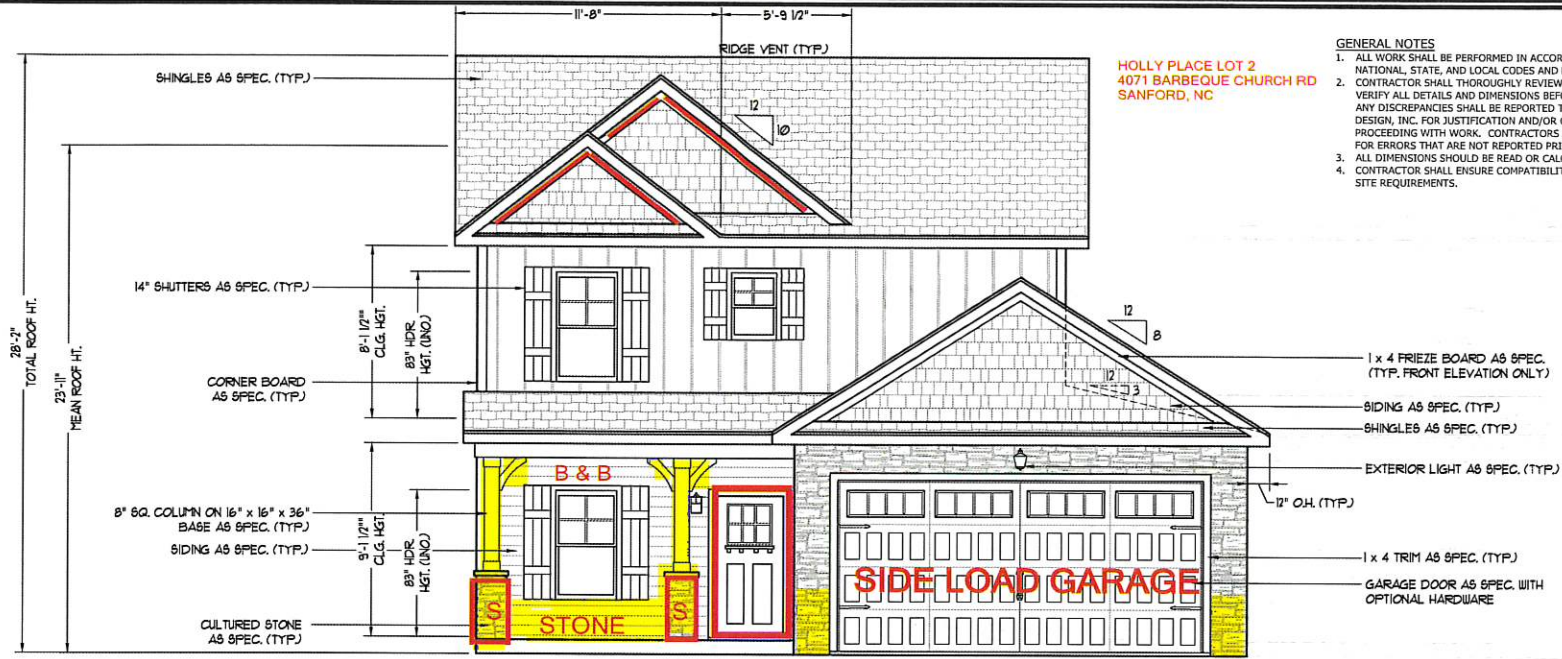 11'-8"
5'-9 1/2"
RIDGE VENT (TYP.)
SHINGLES AS SPEC. (TYP.)
12
10
HOLLY PLACE LOT 2
4071 BARBEQUE CHURCH RD
SANFORD, NC
GENERAL NOTES
1. ALL WORK SHALL BE PERFORMED IN ACCOR
NATIONAL, STATE, AND LOCAL CODES AND
2. CONTRACTOR SHALL THOROUGHLY REVIEW
VERIFY ALL DETAILS AND DIMENSIONS BEF
ANY DISCREPANCIES SHALL BE REPORTED T
DESIGN, INC. FOR JUSTIFICATION AND/OR
PROCEEDING WITH WORK. CONTRACTORS
FOR ERRORS THAT ARE NOT REPORTED PRI
3. ALL DIMENSIONS SHOULD BE READ OR CAL
4. CONTRACTOR SHALL ENSURE COMPATIBILIT
SITE REQUIREMENTS.
28'-2"
TOTAL ROOF HT.
23'-11"
MEAN ROOF HT.
14" SHUTTERS AS SPEC. (TYP.)
8'-1 1/2""
CLG. HGT.
83" HDR.
HGT. (UNO.)
CORNER BOARD
AS SPEC. (TYP.)
12
8
12
3
1 x 4 FRIEZE BOARD AS SPEC.
(TYP. FRONT ELEVATION ONLY)
SIDING AS SPEC. (TYP.)
SHINGLES AS SPEC. (TYP.)
EXTERIOR LIGHT AS SPEC. (TYP.)
12" O.H. (TYP.)
B & B
8" SQ. COLUMN ON 16" x 16" x 36"
BASE AS SPEC. (TYP.)
SIDING AS SPEC. (TYP.)
9'-1 1/2""
CLG. HGT.
83" HDR.
HGT. (UNO.)
1 x 4 TRIM AS SPEC. (TYP.)
SIDE LOAD GARAGE
GARAGE DOOR AS SPEC. WITH
OPTIONAL HARDWARE
S
STONE
S
CULTURED STONE
AS SPEC. (TYP.)